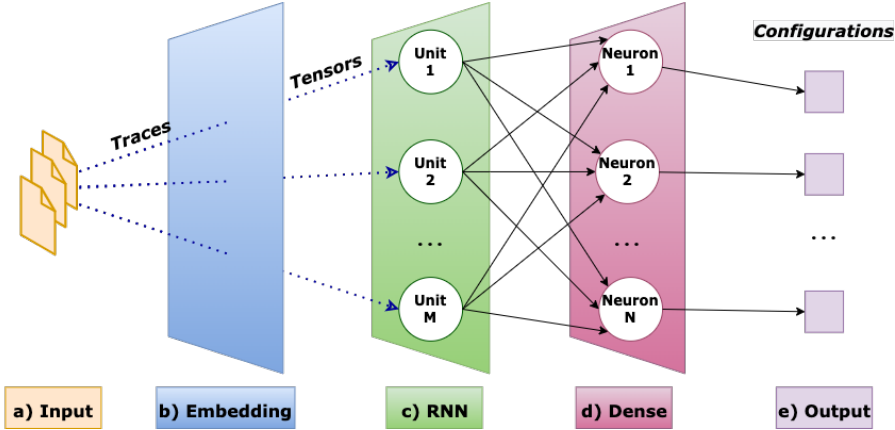 Configurations
Traces
Tensors
Unit
1
Unit
2
...
Unit
M
Neuron
1
Neuron
2
...
Neuron
N
...
a) Input
b) Embedding
c) RNN
d) Dense
e) Output